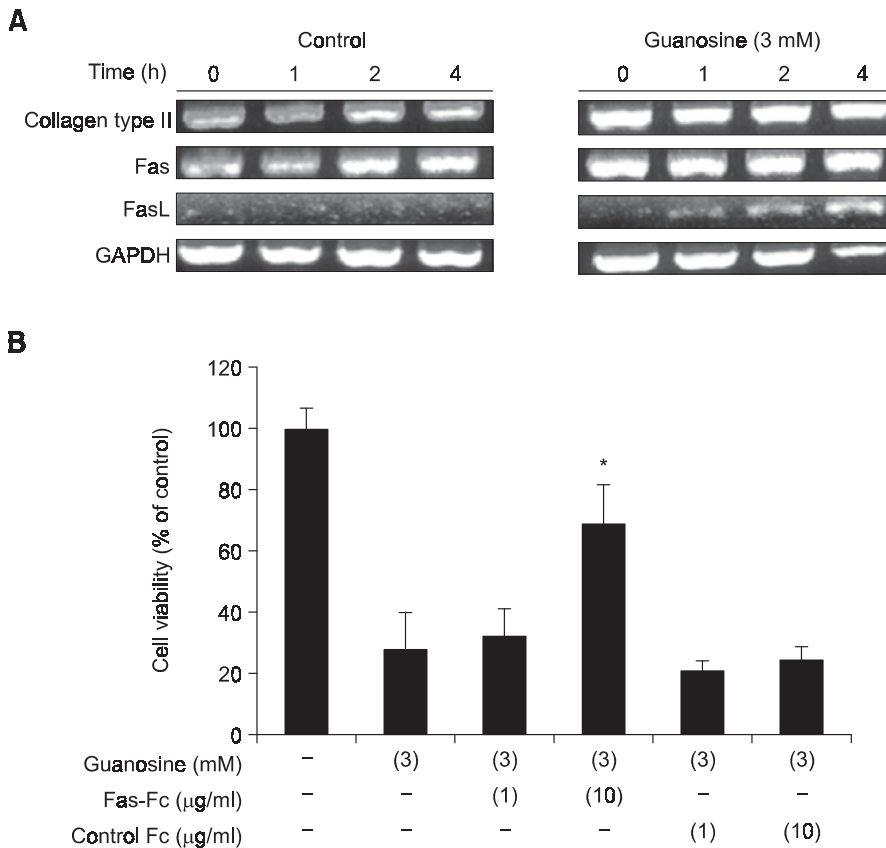 A
Control
Guanosine (3 mM)
Time (h) 0 1 2 4 0 1 2 4
Collagen type II
Fas
FasL
GAPDH
B
120
100
80
60
40
20
0
Cell viability (% of control)
*
Guanosine (mM) – (3) (3) (3) (3) (3)
Fas-Fc (μg/ml) – – (1) (10) – –
Control Fc (μg/ml) – – – – (1) (10)